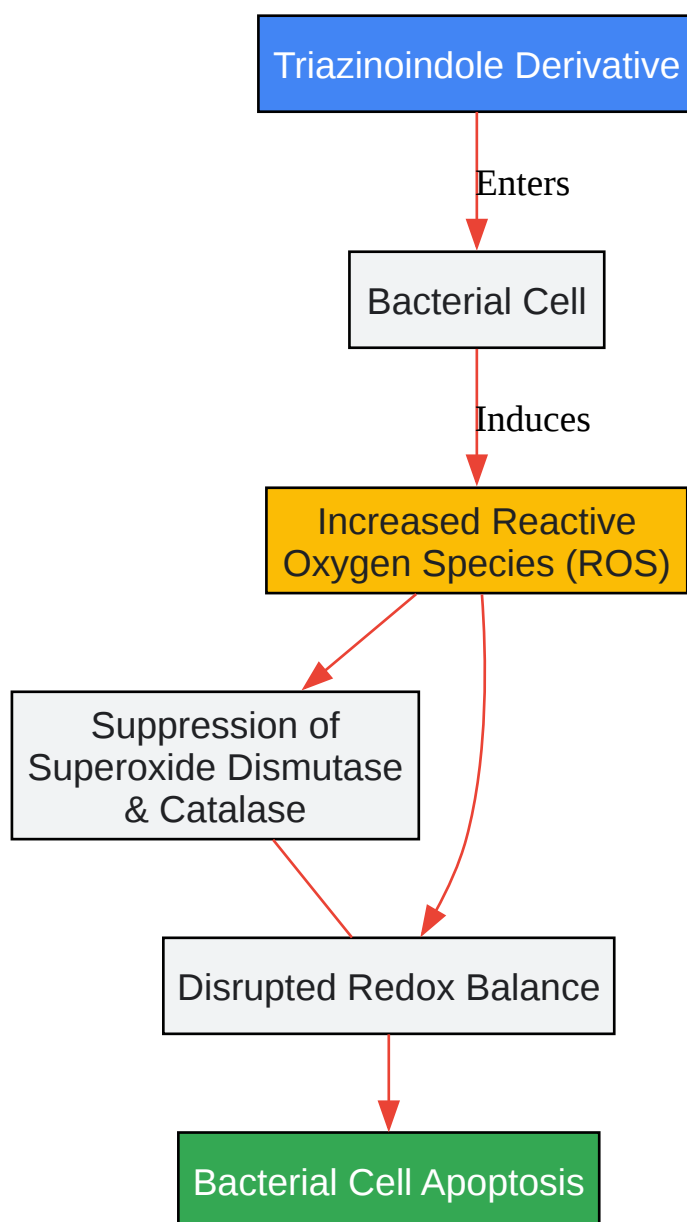 Triazinoindole Derivative
Enters
Bacterial Cell
Induces
Increased Reactive
Oxygen Species (ROS)
Suppression of
Superoxide Dismutase
& Catalase
Disrupted Redox Balance
Bacterial Cell Apoptosis